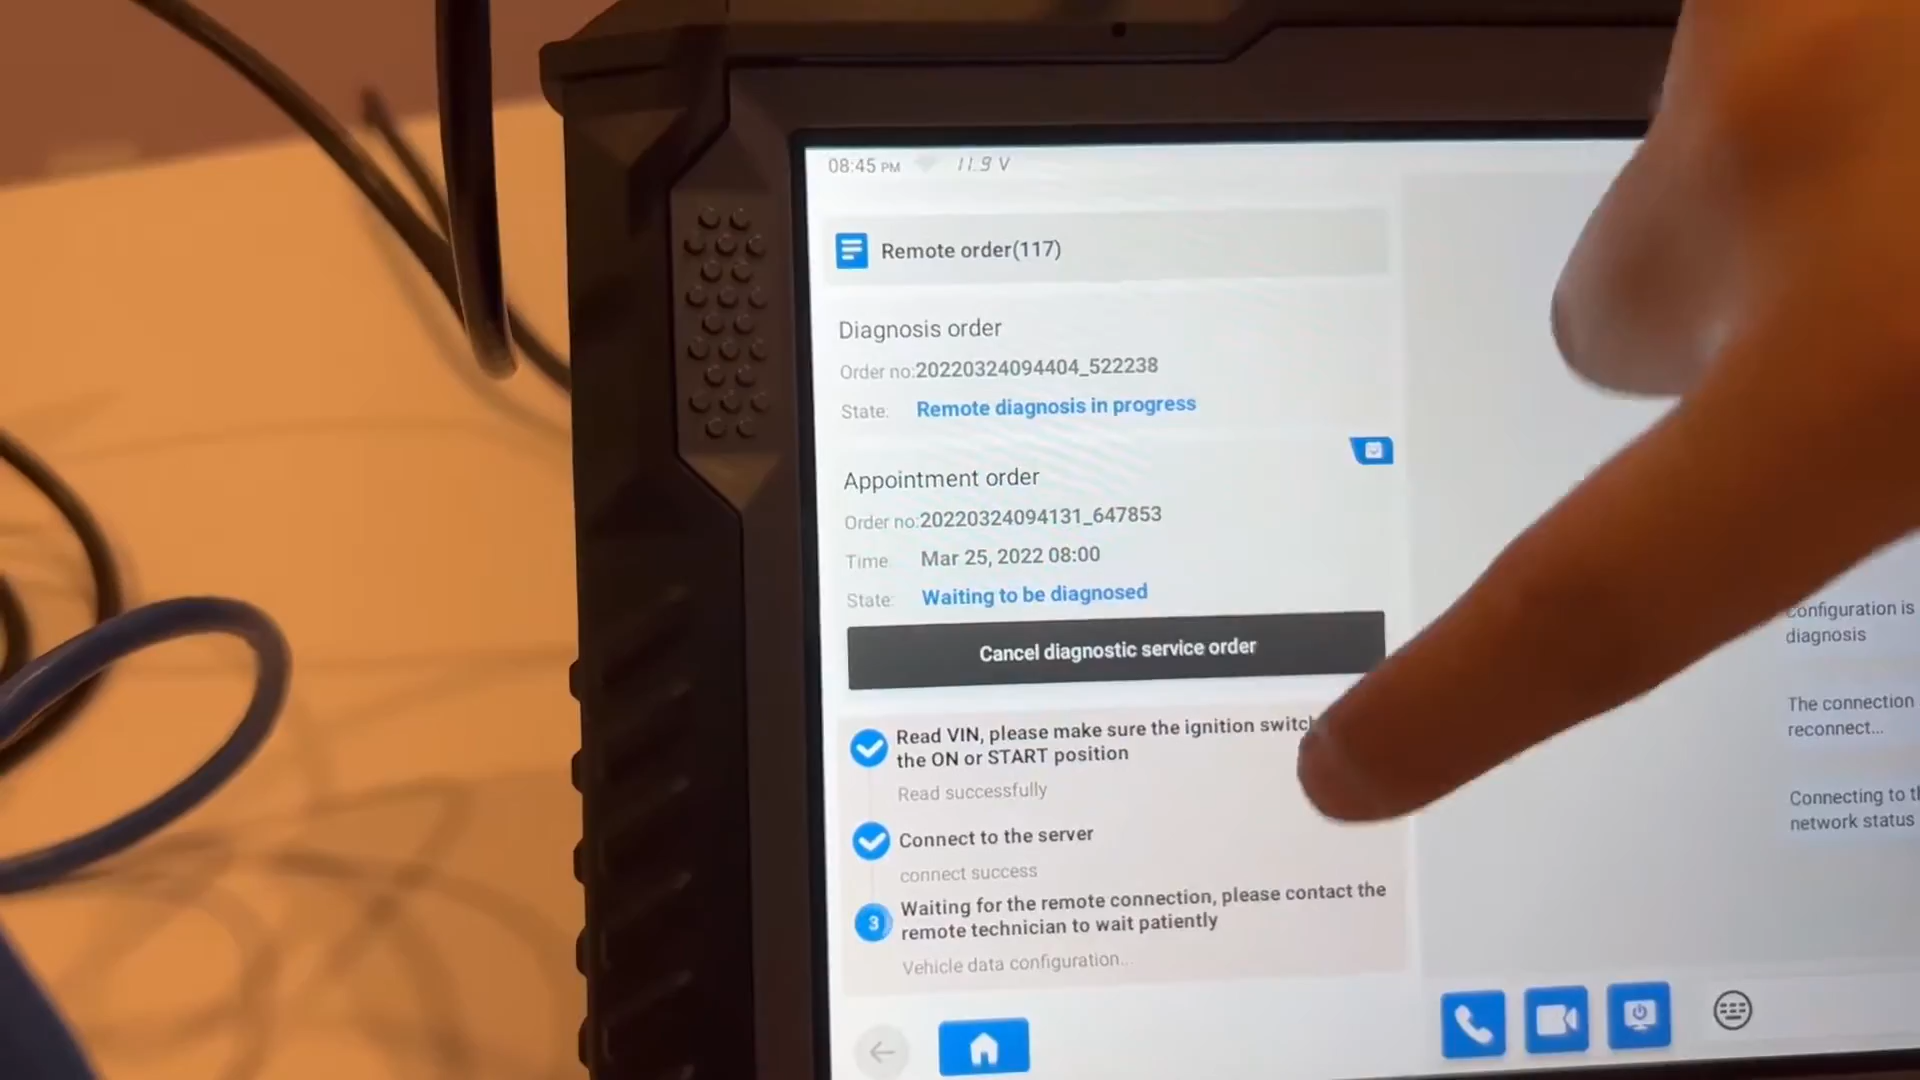 08:45 PM 11.9 V
Remote order(117)
Diagnosis order
Order no:20220324094404_522238
State: Remote diagnosis in progress
Appointment order
Order no:20220324094131_647853
Time Mar 25, 2022 08:00
State: Waiting to be diagnosed
Cancel diagnostic service order
Read VIN, please make sure the ignition switch
the ON or START position
Read successfully
Connect to the server
connect success
3 Waiting for the remote connection, please contact the
remote technician to wait patiently
Vehicle data configuration...
configuration is
diagnosis
The connection
reconnect...
Connecting to
network status